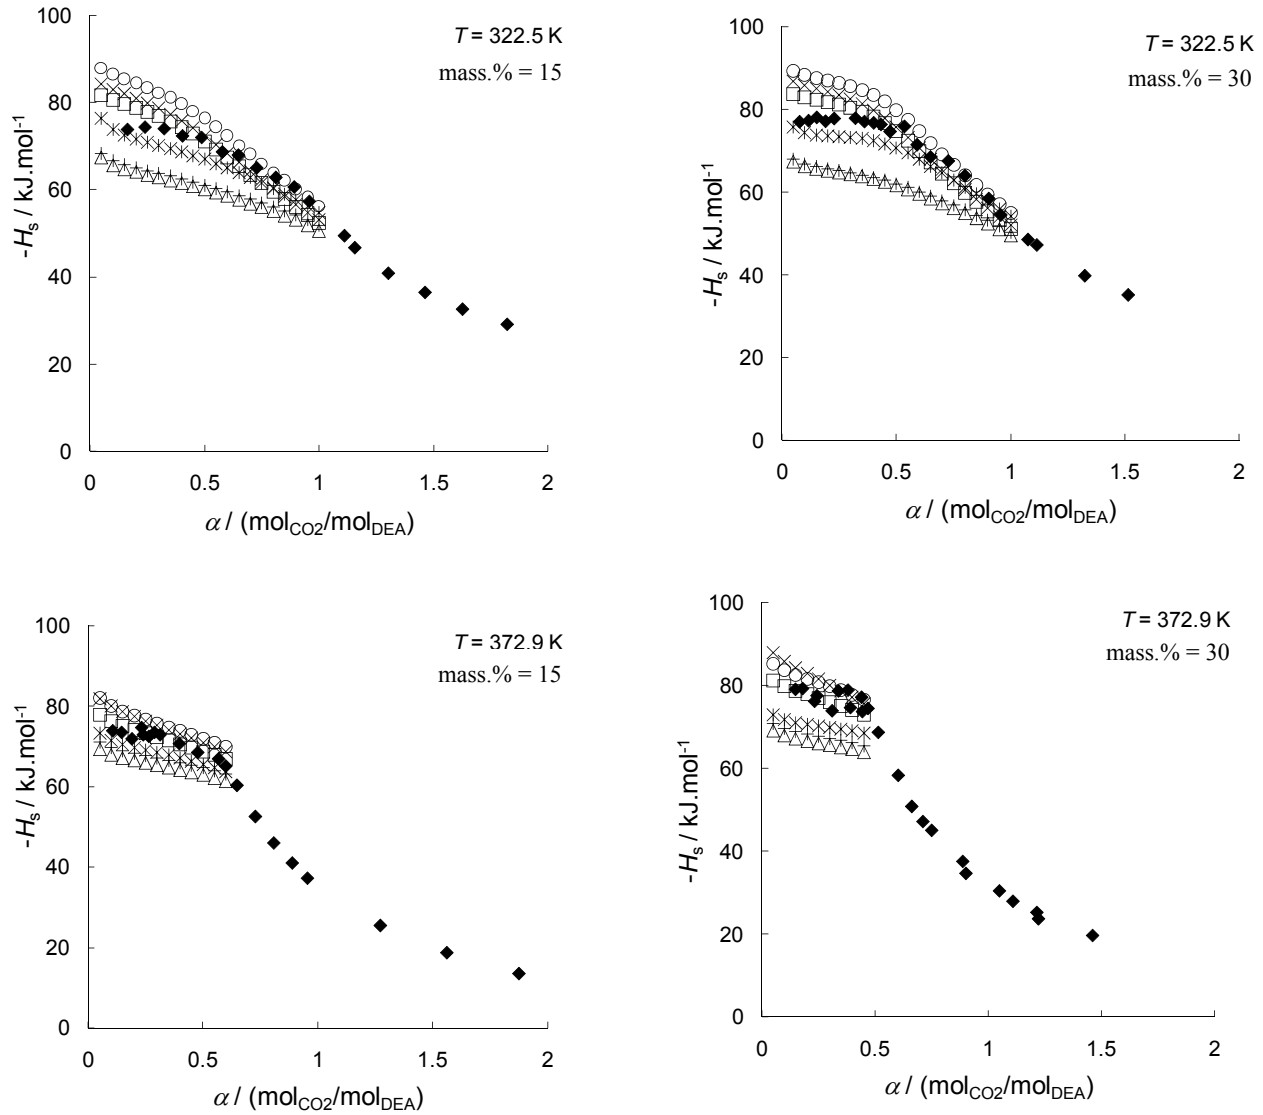 100
80
60
40
20
0
-Hs / kJ.mol-1
T = 322.5 K
mass.% = 15
0 0.5 1 1.5 2
α / (molCO2/molDEA)
100
80
60
40
20
0
-Hs / kJ.mol-1
T = 322.5 K
mass.% = 30
0 0.5 1 1.5 2
α / (molCO2/molDEA)
100
80
60
40
20
0
-Hs / kJ.mol-1
T = 372.9 K
mass.% = 15
0 0.5 1 1.5 2
α / (molCO2/molDEA)
100
80
60
40
20
0
-Hs / kJ.mol-1
T = 372.9 K
mass.% = 30
0 0.5 1 1.5 2
α / (molCO2/molDEA)